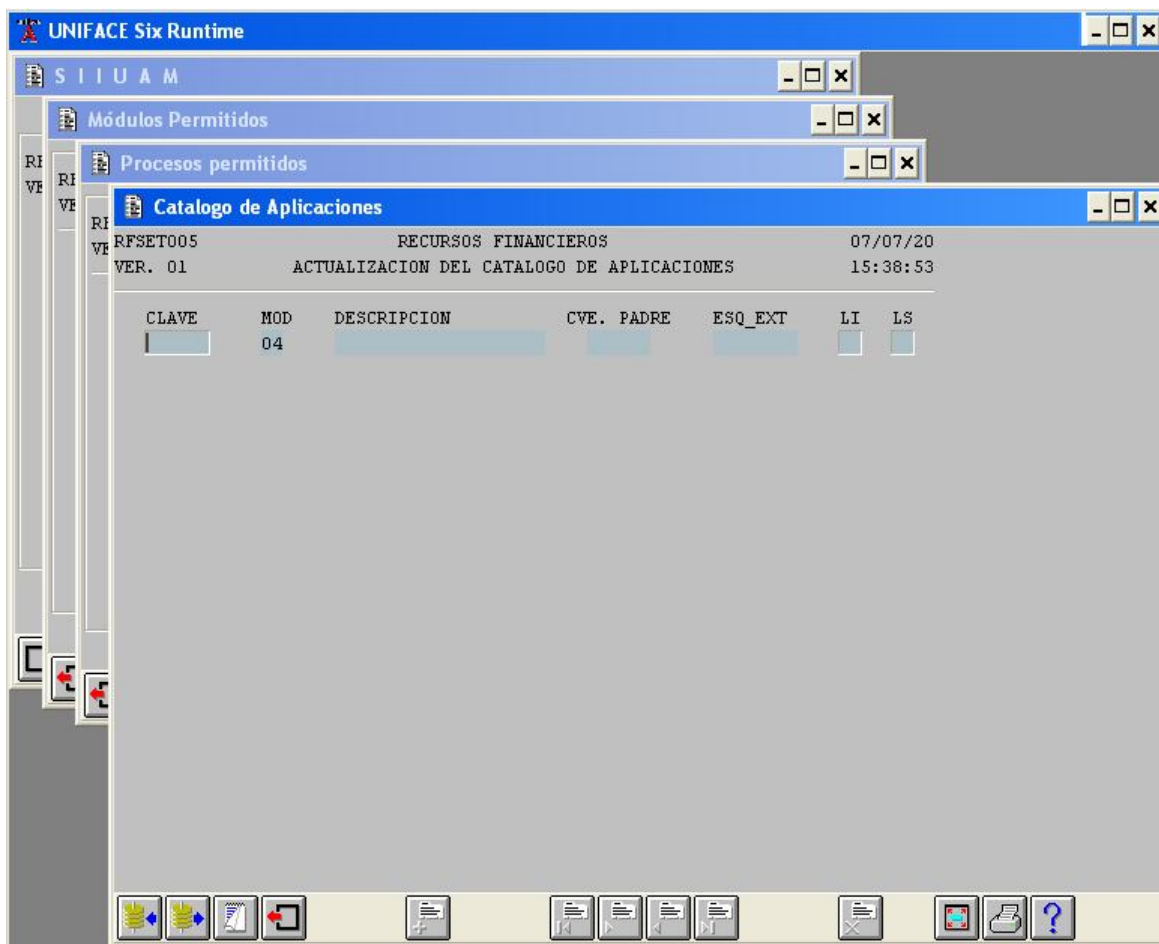 UNIFACE Six Runtime
S I I U A M
Módulos Permitidos
Procesos permitidos
Catalogo de Aplicaciones
RFSET005 RECURSOS FINANCIEROS 07/07/20
VER. 01 ACTUALIZACION DEL CATALOGO DE APLICACIONES 15:38:53
CLAVE MOD DESCRIPCION CVE. PADRE ESQ_EXT LI LS
04